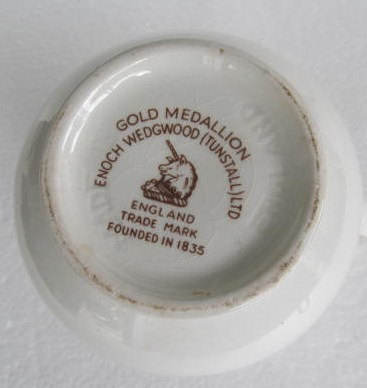 GOLD MEDALLION
ENOCH WEDGWOOD (TUNSTALL) LTD
ENGLAND
TRADE MARK
FOUNDED IN 1835